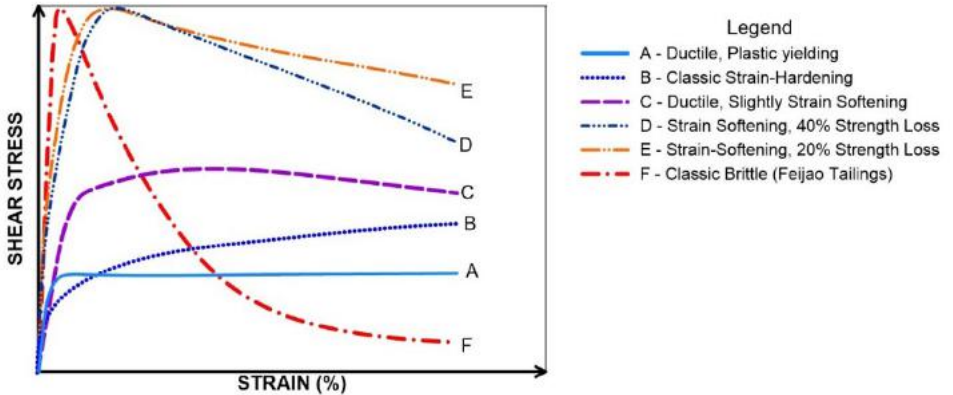 SHEAR STRESS
STRAIN (%)
E
D
C
B
A
F
Legend
A - Ductile, Plastic yielding
B - Classic Strain-Hardening
C - Ductile, Slightly Strain Softening
D - Strain Softening, 40% Strength Loss
E - Strain-Softening, 20% Strength Loss
F - Classic Brittle (Feijao Tailings)